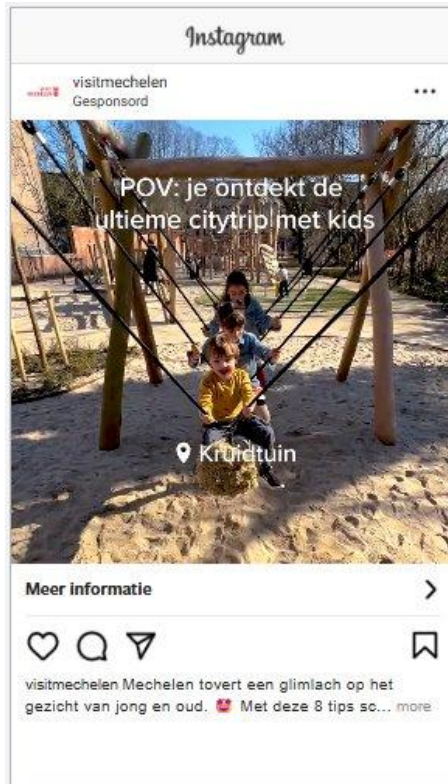 Instagram
visitmechelen
Gesponsord
POV: je ontdekt de
ultieme citytrip met kids
Kruidtuin
Meer informatie
visitmechelen Mechelen tovert een glimlach op het
gezicht van jong en oud. 🤩 Met deze 8 tips sc... more